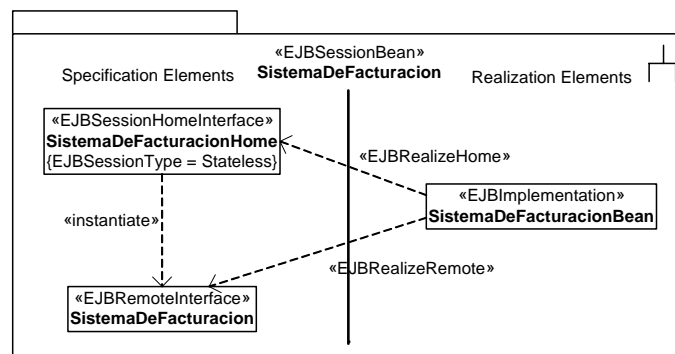 «EJBSessionBean»
SistemaDeFacturacion
Specification Elements
Realization Elements
«EJBSessionHomeInterface»
SistemaDeFacturacionHome
{EJBSessionType = Stateless}
«EJBRealizeHome»
«EJBImplementation»
SistemaDeFacturacionBean
«instantiate»
«EJBRealizeRemote»
«EJBRemoteInterface»
SistemaDeFacturacion